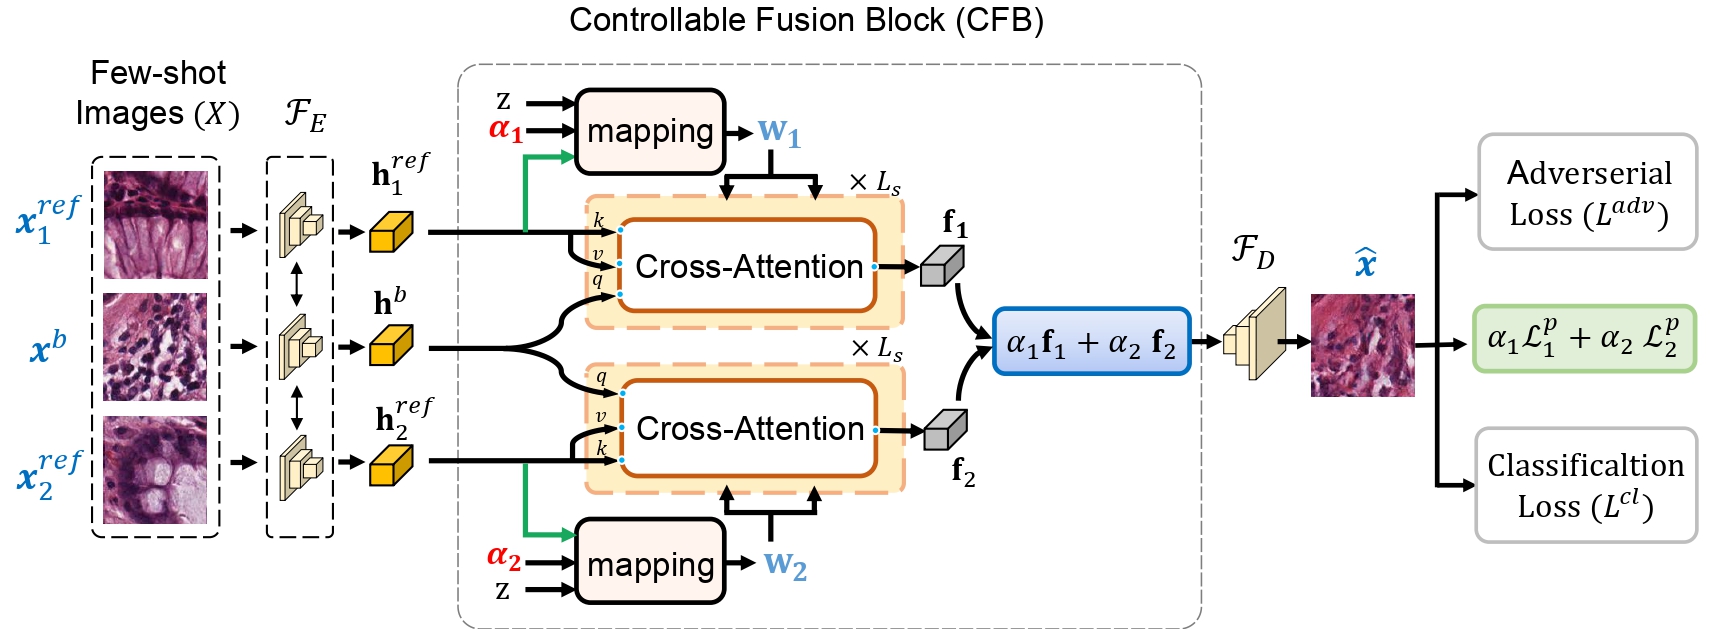 Controllable Fusion Block (CFB)
Few-shot
Images (X)
ℱ_E
x_1^{ref}
x^b
x_2^{ref}
h_1^{ref}
h^b
h_2^{ref}
z
α_1
mapping
w_1
× L_s
k
v
q
Cross-Attention
f_1
× L_s
q
v
k
Cross-Attention
f_2
α_2
z
mapping
w_2
α_1 f_1 + α_2 f_2
ℱ_D
x̂
Adverserial
Loss (L^{adv})
α_1 ℒ_1^p + α_2 ℒ_2^p
Classificaltion
Loss (L^{cl})